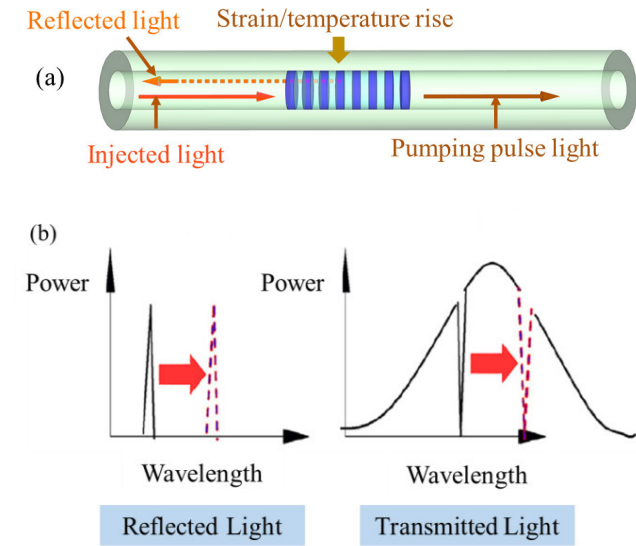 Reflected light
Strain/temperature rise
(a)
Injected light
Pumping pulse light
(b)
Power
Power
Wavelength
Wavelength
Reflected Light
Transmitted Light